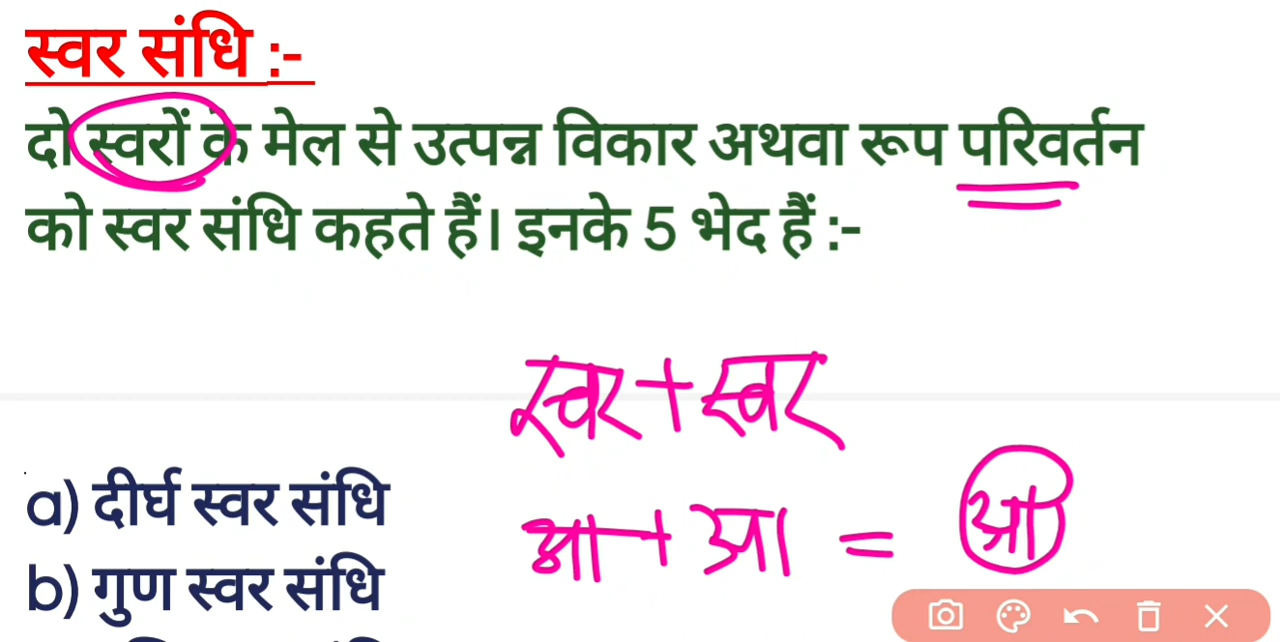 स्वर संधि :-
दो स्वरों के मेल से उत्पन्न विकार अथवा रूप परिवर्तन
को स्वर संधि कहते हैं। इनके 5 भेद हैं :-
स्वर + स्वर
a) दीर्घ स्वर संधि
आ + आ = आ
b) गुण स्वर संधि